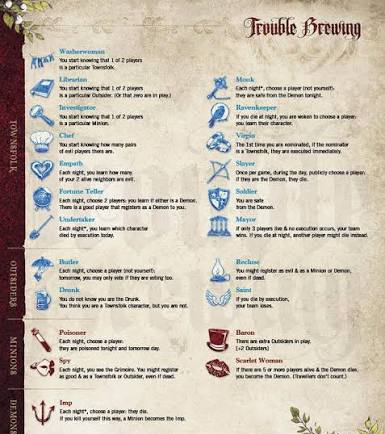 Trouble Brewing
TOWNSFOLK
Washerwoman
You start knowing that 1 of 2 players
is a particular Townsfolk.
Librarian
You start knowing that 1 of 2 players
is a particular Outsider. (Or that zero are in play.)
Investigator
You start knowing that 1 of 2 players
is a particular Minion.
Chef
You start knowing how many pairs
of evil players there are.
Empath
Each night, you learn how many
of your 2 alive neighbors are evil.
Fortune Teller
Each night, choose 2 players: you learn if either is a Demon.
There is a good player that registers as a Demon to you.
Undertaker
Each night*, you learn which character
died by execution today.
Monk
Each night*, choose a player (not yourself):
they are safe from the Demon tonight.
Ravenkeeper
If you die at night, you are woken to choose a player:
you learn their character.
Virgin
The 1st time you are nominated, if the nominator
is a Townsfolk, they are executed immediately.
Slayer
Once per game, during the day, publicly choose a player:
if they are the Demon, they die.
Soldier
You are safe
from the Demon.
Mayor
If only 3 players live & no execution occurs, your team
wins. If you die at night, another player might die instead.
OUTSIDERS
Butler
Each night, choose a player (not yourself):
tomorrow, you may only vote if they are voting too.
Drunk
You do not know you are the Drunk.
You think you are a Townsfolk character, but you are not.
Recluse
You might register as evil & as a Minion or Demon,
even if dead.
Saint
If you die by execution,
your team loses.
MINIONS
Poisoner
Each night, choose a player:
they are poisoned tonight and tomorrow day.
Spy
Each night, you see the Grimoire. You might register
as good & as a Townsfolk or Outsider, even if dead.
Baron
There are extra Outsiders in play.
[+2 Outsiders]
Scarlet Woman
If there are 5 or more players alive & the Demon dies,
you become the Demon. (Travellers don't count.)
DEMONS
Imp
Each night*, choose a player: they die.
If you kill yourself this way, a Minion becomes the Imp.